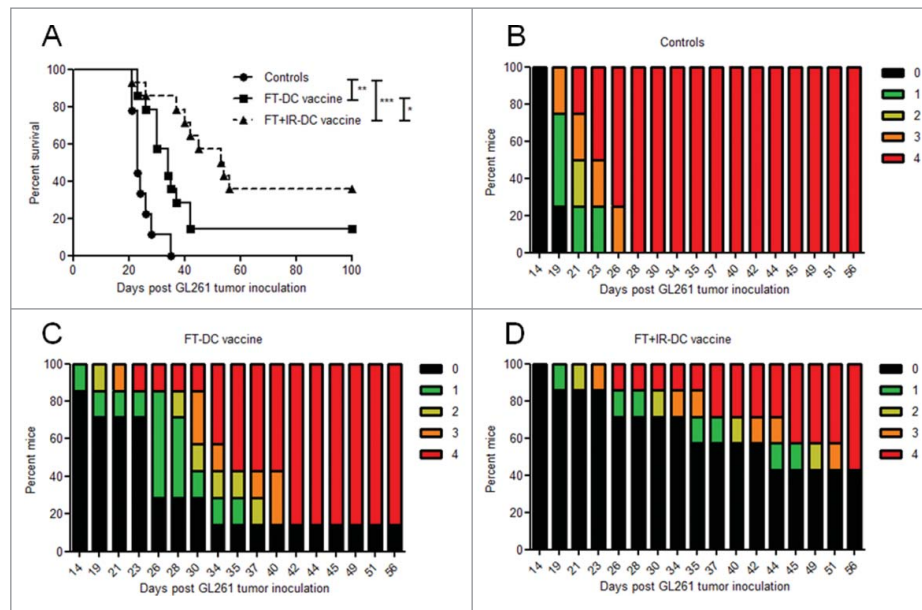 A
Percent survival
100
80
60
40
20
0
Controls
FT-DC vaccine
FT+IR-DC vaccine
**
***
*
0 20 40 60 80 100
Days post GL261 tumor inoculation
B
Controls
Percent mice
100
80
60
40
20
0
14 19 21 23 26 28 30 34 35 37 40 42 44 45 49 51 56
Days post GL261 tumor inoculation
0
1
2
3
4
C
FT-DC vaccine
Percent mice
100
80
60
40
20
0
14 19 21 23 26 28 30 34 35 37 40 42 44 45 49 51 56
Days post GL261 tumor inoculation
0
1
2
3
4
D
FT+IR-DC vaccine
Percent mice
100
80
60
40
20
0
14 19 21 23 26 28 30 34 35 37 40 42 44 45 49 51 56
Days post GL261 tumor inoculation
0
1
2
3
4